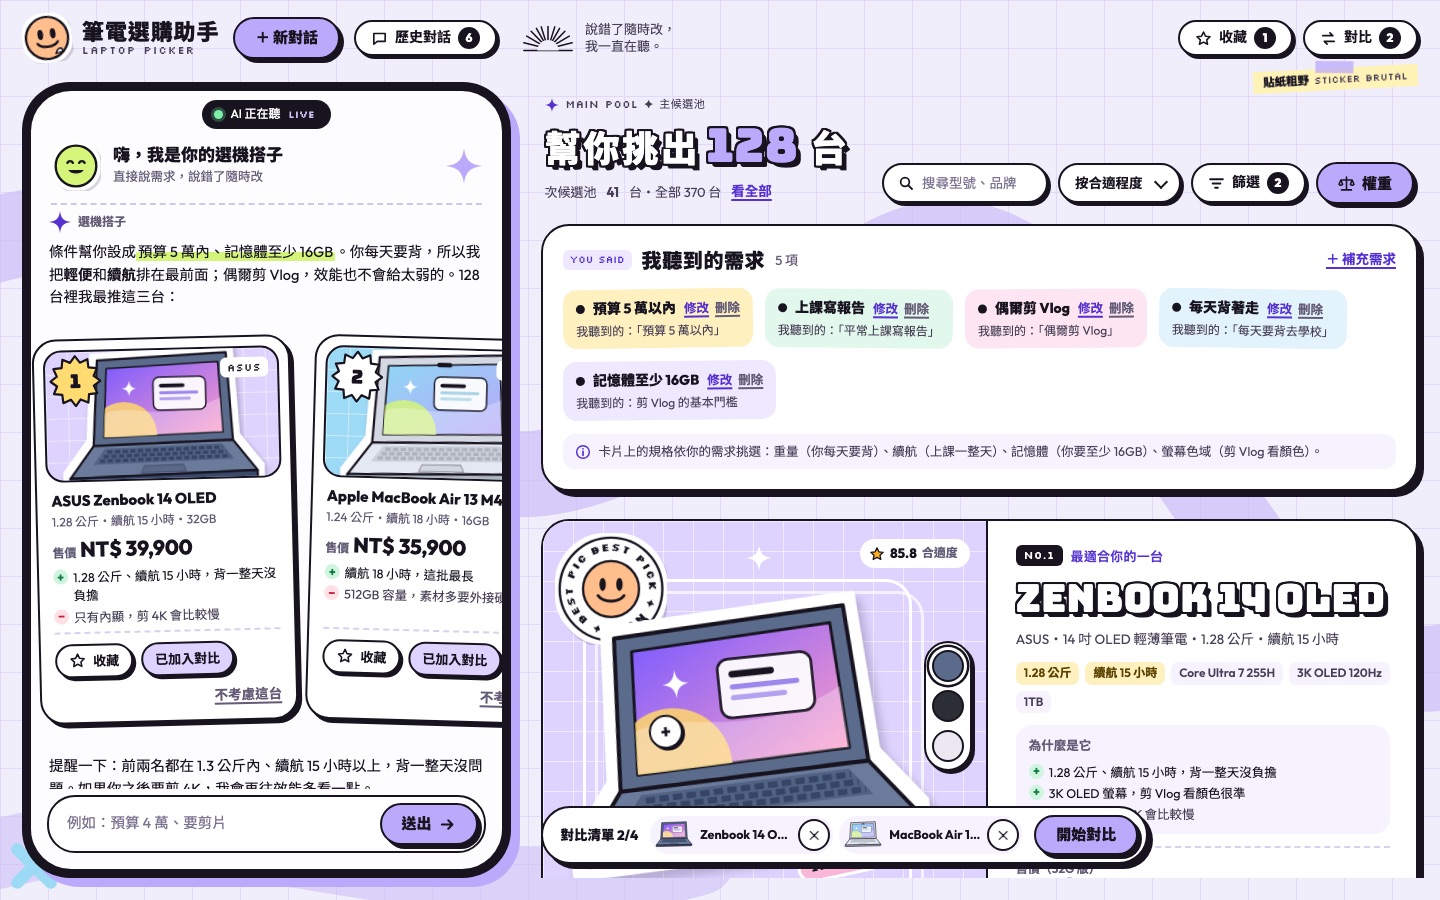 筆電選購助手
LAPTOP PICKER
+ 新對話
歷史對話 6
說錯了隨時改，
我一直在聽。
收藏 1
對比 2
貼紙粗野 STICKER BRUTAL
AI 正在聽 LIVE
嗨，我是你的選機搭子
直接說需求，說錯了隨時改
選機搭子
條件幫你設成 預算 5 萬內、記憶體至少 16GB。你每天要背，所以我
把輕便和續航排在最前面；偶爾剪 Vlog，效能也不會給太弱的。128
台裡我最推這三台：
1
ASUS
ASUS Zenbook 14 OLED
1.28 公斤・續航 15 小時・32GB
售價 NT$ 39,900
1.28 公斤、續航 15 小時，背一整天沒
負擔
只有內顯，剪 4K 會比較慢
收藏
已加入對比
不考慮這台
2
Apple MacBook Air 13 M4
1.24 公斤・續航 18 小時・16GB
售價 NT$ 35,900
續航 18 小時，這批最長
512GB 容量，素材多要外接硬
收藏
已加入對比
不考
提醒一下：前兩名都在 1.3 公斤內、續航 15 小時以上，背一整天沒問
題。如果你之後要剪 4K，我會再往效能多看一點。
例如：預算 4 萬、要剪片
送出 →
MAIN POOL ✦ 主候選池
幫你挑出 128 台
次候選池 41 台・全部 370 台 看全部
搜尋型號、品牌
按合適程度
篩選 2
權重
YOU SAID 我聽到的需求 5 項
+ 補充需求
預算 5 萬以內 修改 刪除
我聽到的：「預算 5 萬以內」
上課寫報告 修改 刪除
我聽到的：「平常上課寫報告」
偶爾剪 Vlog 修改 刪除
我聽到的：「偶爾剪 Vlog」
每天背著走 修改 刪除
我聽到的：「每天要背去學校」
記憶體至少 16GB 修改 刪除
我聽到的：剪 Vlog 的基本門檻
卡片上的規格依你的需求挑選：重量（你每天要背）、續航（上課一整天）、記憶體（你要至少 16GB）、螢幕色域（剪 Vlog 看顏色）。
BEST PICK ✦ BEST PIC
85.8 合適度
NO.1 最適合你的一台
ZENBOOK 14 OLED
ASUS・14 吋 OLED 輕薄筆電・1.28 公斤・續航 15 小時
1.28 公斤
續航 15 小時
Core Ultra 7 255H
3K OLED 120Hz
1TB
為什麼是它
1.28 公斤、續航 15 小時，背一整天沒負擔
3K OLED 螢幕，剪 Vlog 看顏色很準
會比較慢
售價（32G 版）
對比清單 2/4
Zenbook 14 O...
MacBook Air 1...
開始對比